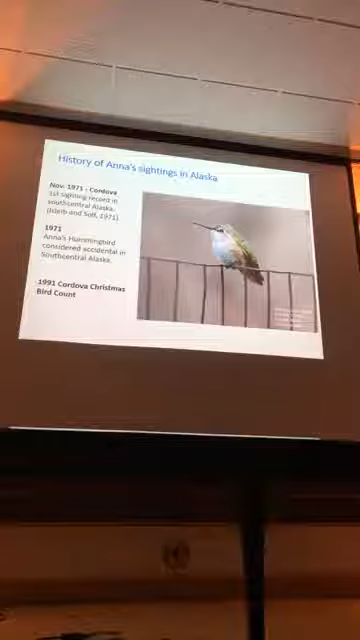 History of Anna's sightings in Alaska
Nov. 1971 - Cordova
1st sighting record in
southcentral Alaska.
(Isleib and 1971)
1971
Anna's Hummingbird
considered accidental in
Southcentral Alaska.
1991 Cordova Christmas
Bird Count